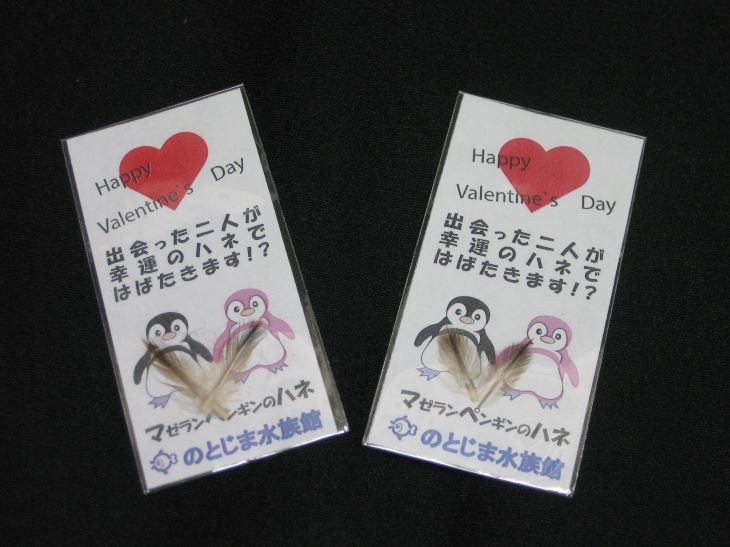 Happy
Valentine`s Day
出会った二人が
幸運のハネで
はばたきます!?
マゼランペンギンのハネ
のとじま水族館
Happy
Valentine`s Day
出会った二人が
幸運のハネで
はばたきます!?
マゼランペンギンのハネ
のとじま水族館